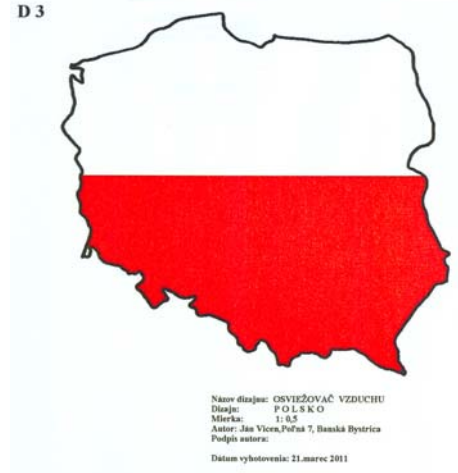 D 3
Názov dizajnu: OSVIEŽOVAČ VZDUCHU
Dizajn: P O L S K O
Mierka: 1: 0,5
Autor: Ján Vicen,Poľná 7, Banská Bystrica
Podpis autora:
Dátum vyhotovenia: 21.marec 2011